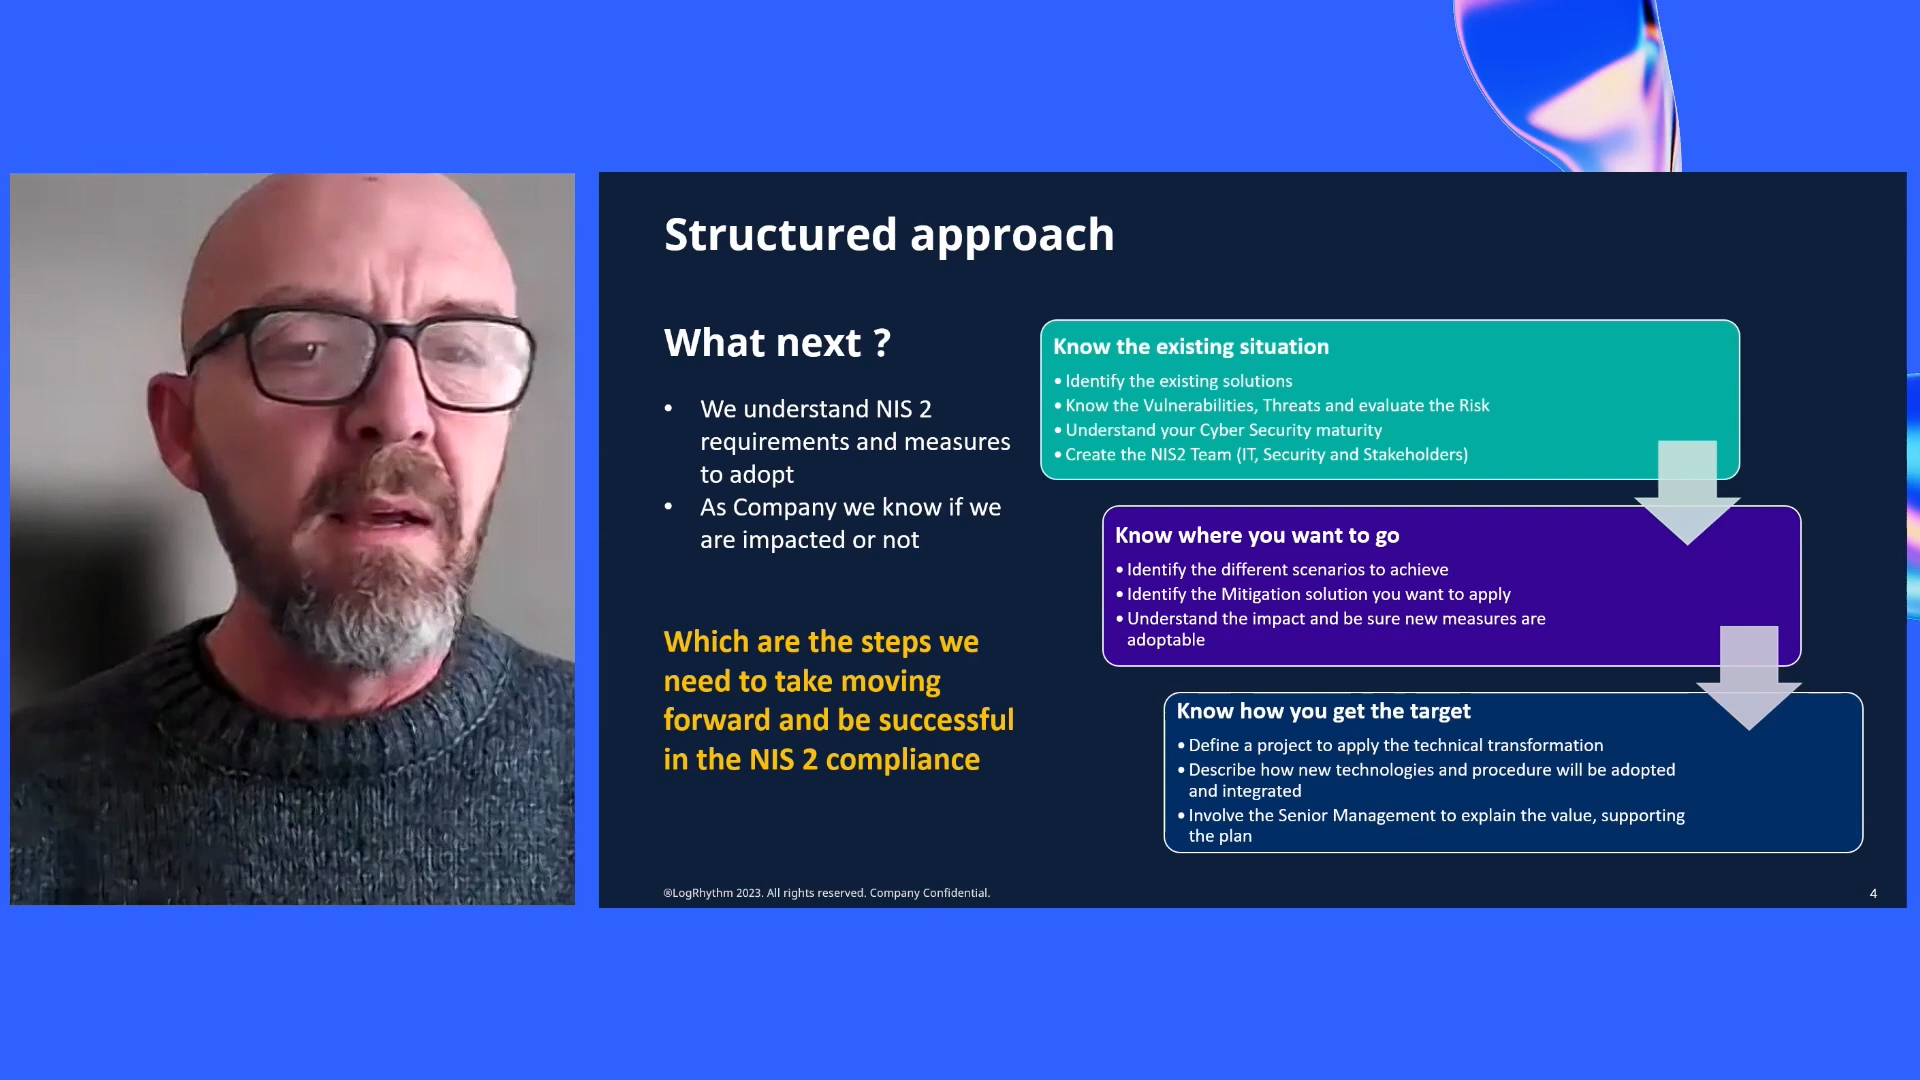 Structured approach
What next ?
• We understand NIS 2
requirements and measures
to adopt
• As Company we know if we
are impacted or not
Which are the steps we
need to take moving
forward and be successful
in the NIS 2 compliance
Know the existing situation
• Identify the existing solutions
• Know the Vulnerabilities, Threats and evaluate the Risk
• Understand your Cyber Security maturity
• Create the NIS2 Team (IT, Security and Stakeholders)
Know where you want to go
• Identify the different scenarios to achieve
• Identify the Mitigation solution you want to apply
• Understand the impact and be sure new measures are
adoptable
Know how you get the target
• Define a project to apply the technical transformation
• Describe how new technologies and procedure will be adopted
and integrated
• Involve the Senior Management to explain the value, supporting
the plan
®LogRhythm 2023. All rights reserved. Company Confidential.
4